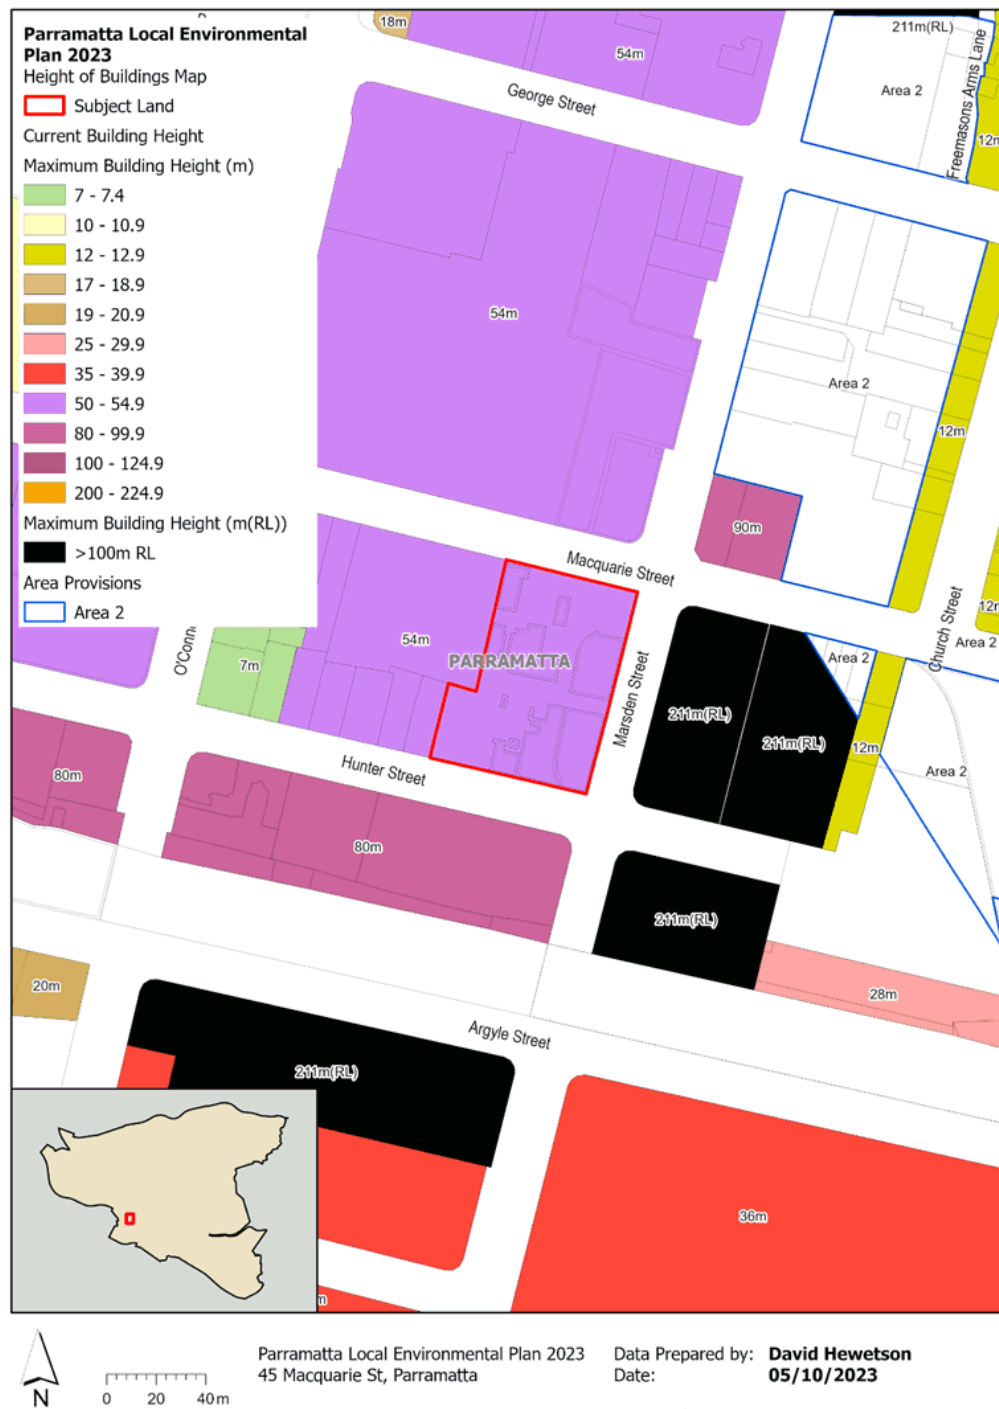 Parramatta Local Environmental
Plan 2023
Height of Buildings Map
Subject Land
Current Building Height
Maximum Building Height (m)
7 - 7.4
10 - 10.9
12 - 12.9
17 - 18.9
19 - 20.9
25 - 29.9
35 - 39.9
50 - 54.9
80 - 99.9
100 - 124.9
200 - 224.9
Maximum Building Height (m(RL))
>100m RL
Area Provisions
Area 2
18m
54m
211m(RL)
George Street
Area 2
Freemasons Arms Lane
54m
Area 2
12m
90m
Macquarie Street
54m
PARRAMATTA
7m
Marsden Street
Church Street
Area 2
Area 2
211m(RL)
211m(RL)
12m
Area 2
Hunter Street
80m
80m
211m(RL)
20m
28m
Argyle Street
211m(RL)
36m
N
0 20 40 m
Parramatta Local Environmental Plan 2023
45 Macquarie St, Parramatta
Data Prepared by: David Hewetson
Date: 05/10/2023